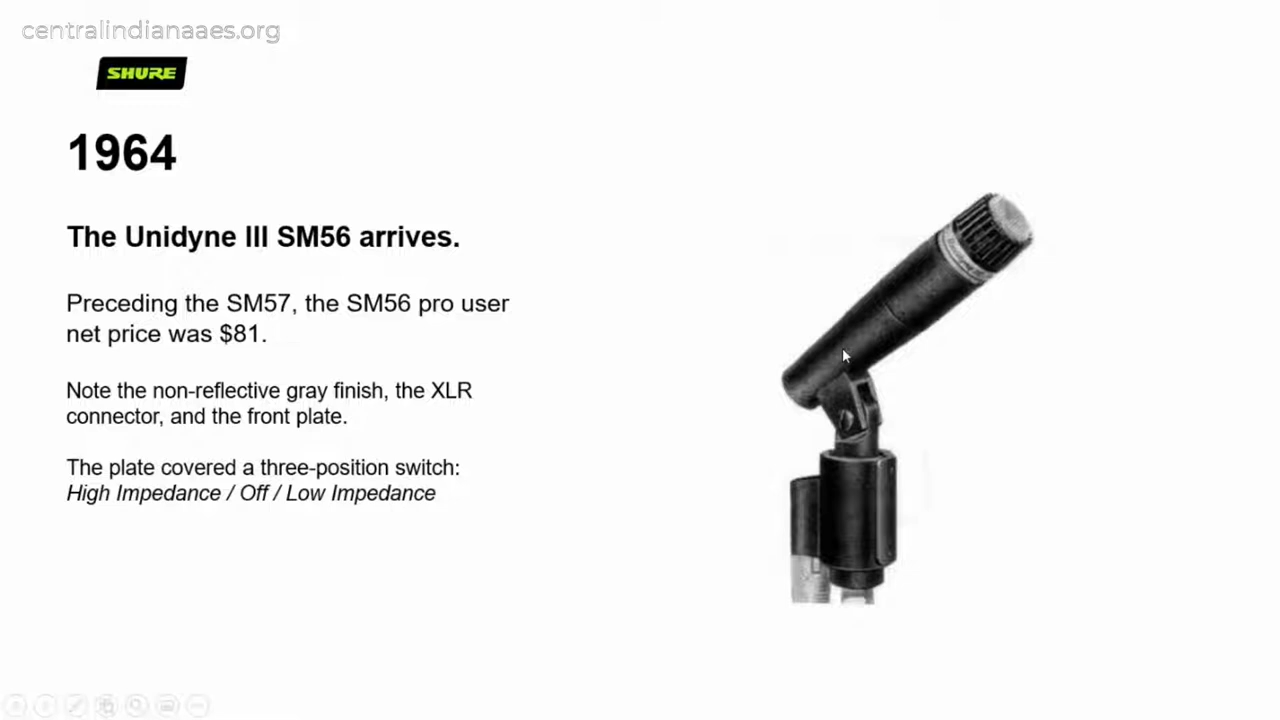 centralindianaaes.org
SHURE
1964
The Unidyne III SM56 arrives.
Preceding the SM57, the SM56 pro user
net price was $81.
Note the non-reflective gray finish, the XLR
connector, and the front plate.
The plate covered a three-position switch:
High Impedance / Off / Low Impedance